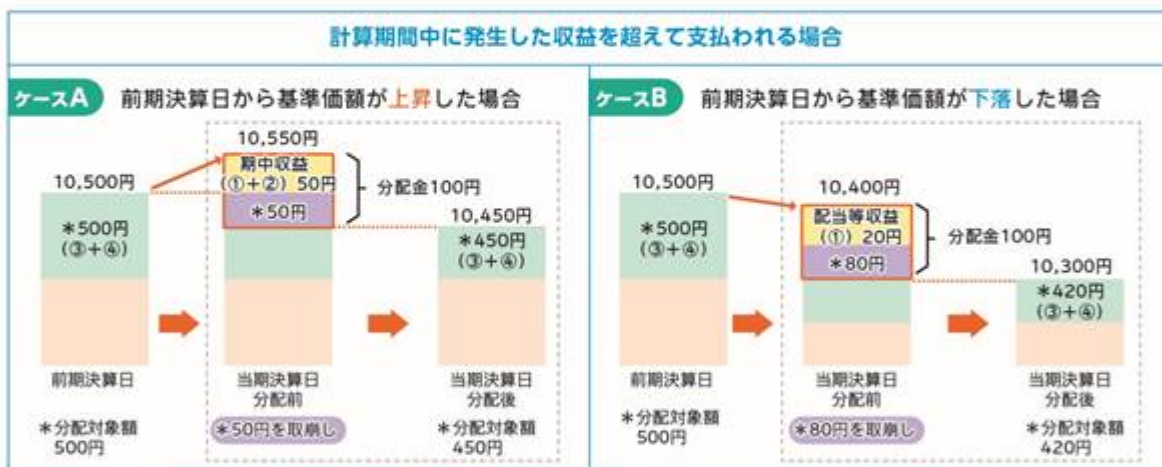 計算期間中に発生した収益を超えて支払われる場合
ケースA 前期決算日から基準価額が上昇した場合
10,550円
10,500円
期中収益
(①+②) 50円
分配金100円
*500円
(③+④)
*50円
10,450円
*450円
(③+④)
前期決算日
当期決算日
分配前
当期決算日
分配後
*分配対象額
500円
*50円を取崩し
*分配対象額
450円
ケースB 前期決算日から基準価額が下落した場合
10,500円
10,400円
*500円
(③+④)
配当等収益
(①) 20円
分配金100円
*80円
10,300円
*420円
(③+④)
前期決算日
当期決算日
分配前
当期決算日
分配後
*分配対象額
500円
*80円を取崩し
*分配対象額
420円